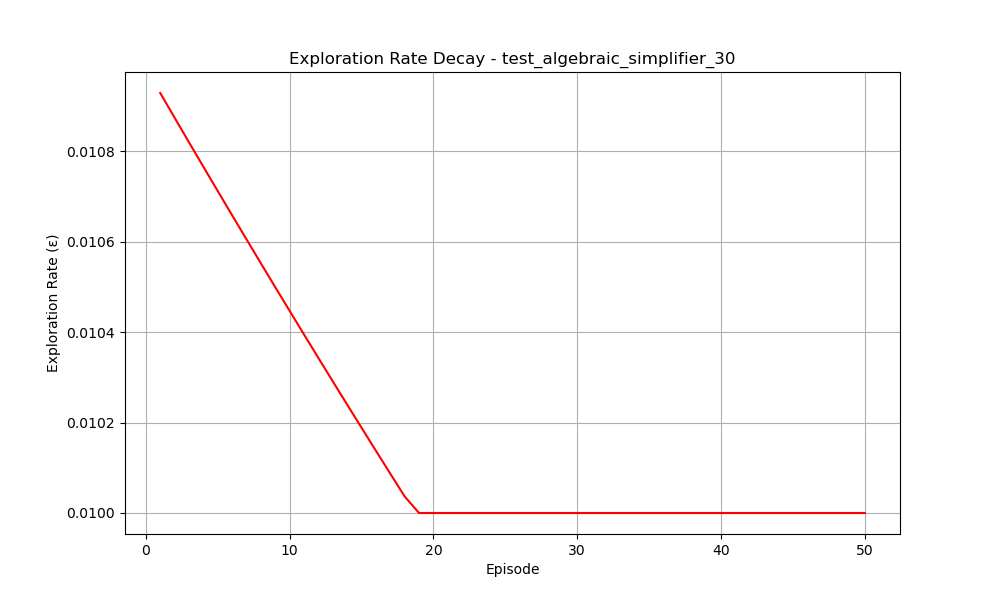 Exploration Rate Decay - test_algebraic_simplifier_30
Exploration Rate (ε)
0.0108
0.0106
0.0104
0.0102
0.0100
0 10 20 30 40 50
Episode